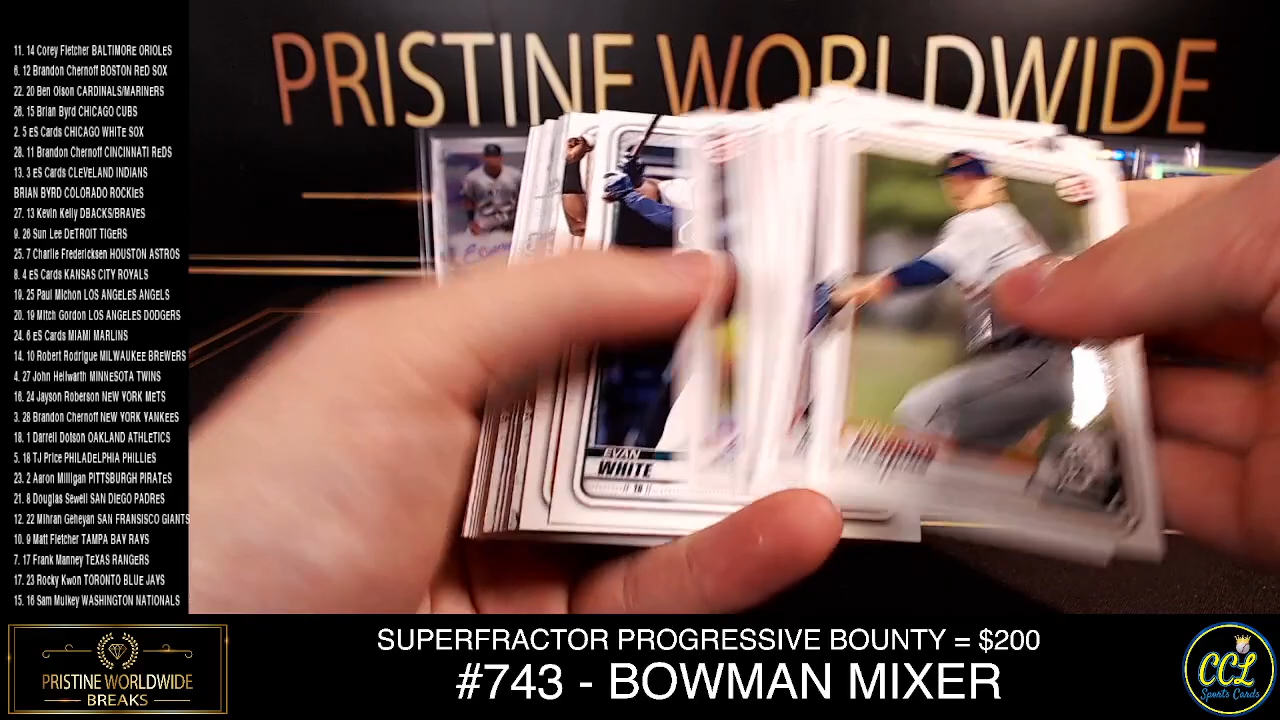 PRISTINE WORLDWIDE
11. 14 Corey Fletcher BALTIMORE ORIOLES
6. 12 Brandon Chernoff BOSTON RED SOX
22. 20 Ben Olson CARDINALS/MARINERS
26. 15 Brian Byrd CHICAGO CUBS
2. 5 eS Cards CHICAGO WHITE SOX
28. 11 Brandon Chernoff CINCINNATI REDS
13. 3 eS Cards CLEVELAND INDIANS
BRIAN BYRD COLORADO ROCKIES
27. 13 Kevin Kelly DBACKS/BRAVES
9. 26 Sun Lee DETROIT TIGERS
25. 7 Charlie Fredericksen HOUSTON ASTROS
8. 4 eS Cards KANSAS CITY ROYALS
19. 25 Paul Michon LOS ANGELES ANGELS
20. 19 Mitch Gordon LOS ANGELES DODGERS
24. 6 eS Cards MIAMI MARLINS
14. 10 Robert Rodrigue MILWAUKEE BREWERS
4. 27 John Hellwarth MINNESOTA TWINS
16. 24 Jayson Roberson NEW YORK METS
3. 28 Brandon Chernoff NEW YORK YANKEES
18. 1 Darrell Dotson OAKLAND ATHLETICS
5. 18 TJ Price PHILADELPHIA PHILLIES
23. 2 Aaron Milligan PITTSBURGH PIRATES
21. 8 Douglas Sewell SAN DIEGO PADRES
12. 22 Mihran Geheyan SAN FRANSISCO GIANTS
10. 9 Matt Fletcher TAMPA BAY RAYS
7. 17 Frank Manney TEXAS RANGERS
17. 23 Rocky Kwon TORONTO BLUE JAYS
15. 16 Sam Mulkey WASHINGTON NATIONALS
EVAN
WHITE
PRISTINE WORLDWIDE
BREAKS
SUPERFRACTOR PROGRESSIVE BOUNTY = $200
#743 - BOWMAN MIXER
CCL
Sports Cards